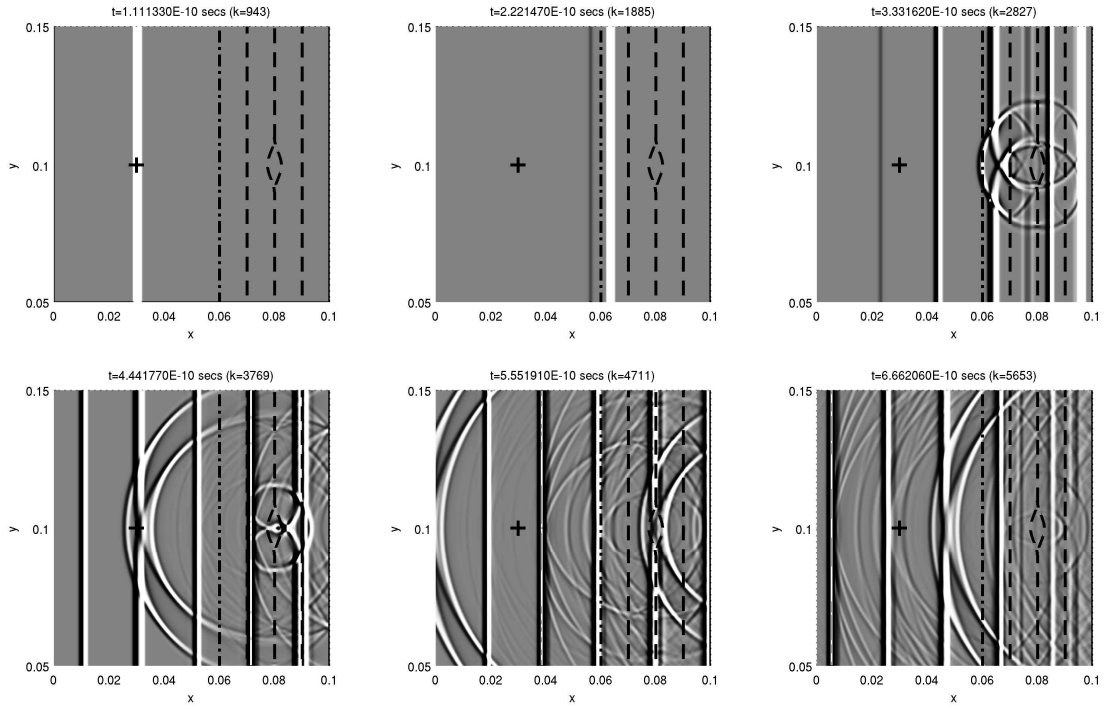 t=1.111330E-10 secs (k=943)
t=2.221470E-10 secs (k=1885)
t=3.331620E-10 secs (k=2827)
0.15
0.15
0.15
y
0.1
y
0.1
y
0.1
0.05
0.05
0.05
0 0.02 0.04 0.06 0.08 0.1
0 0.02 0.04 0.06 0.08 0.1
0 0.02 0.04 0.06 0.08 0.1
x
x
x
t=4.441770E-10 secs (k=3769)
t=5.551910E-10 secs (k=4711)
t=6.662060E-10 secs (k=5653)
0.15
0.15
0.15
y
0.1
y
0.1
y
0.1
0.05
0.05
0.05
0 0.02 0.04 0.06 0.08 0.1
0 0.02 0.04 0.06 0.08 0.1
0 0.02 0.04 0.06 0.08 0.1
x
x
x